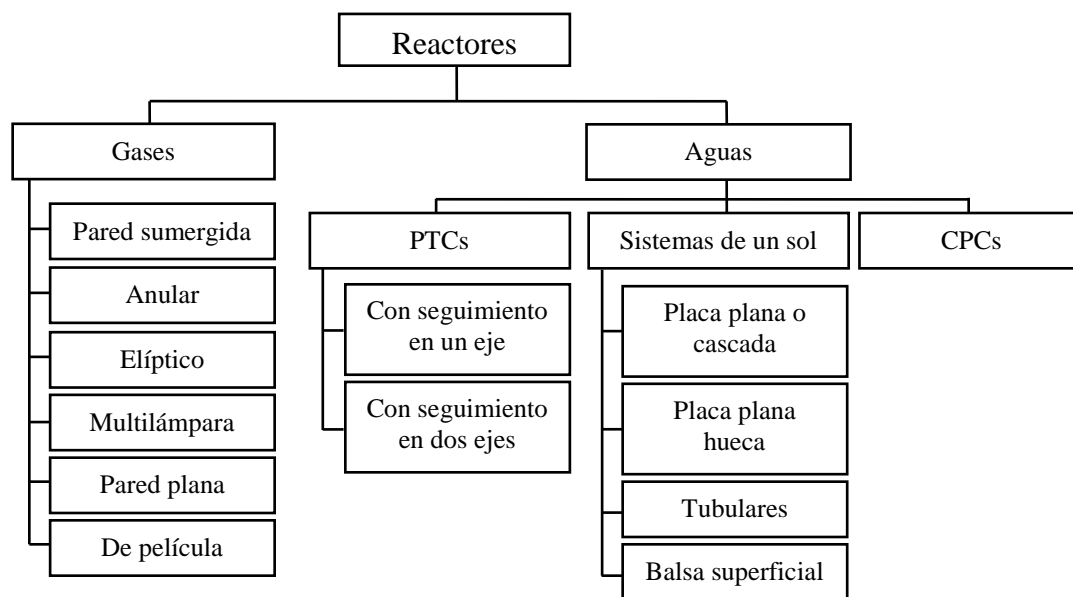 Reactores
Gases
Pared sumergida
Anular
Elíptico
Multilámpara
Pared plana
De película
Aguas
PTCs
Con seguimiento
en un eje
Con seguimiento
en dos ejes
Sistemas de un sol
Placa plana o
cascada
Placa plana
hueca
Tubulares
Balsa superficial
CPCs